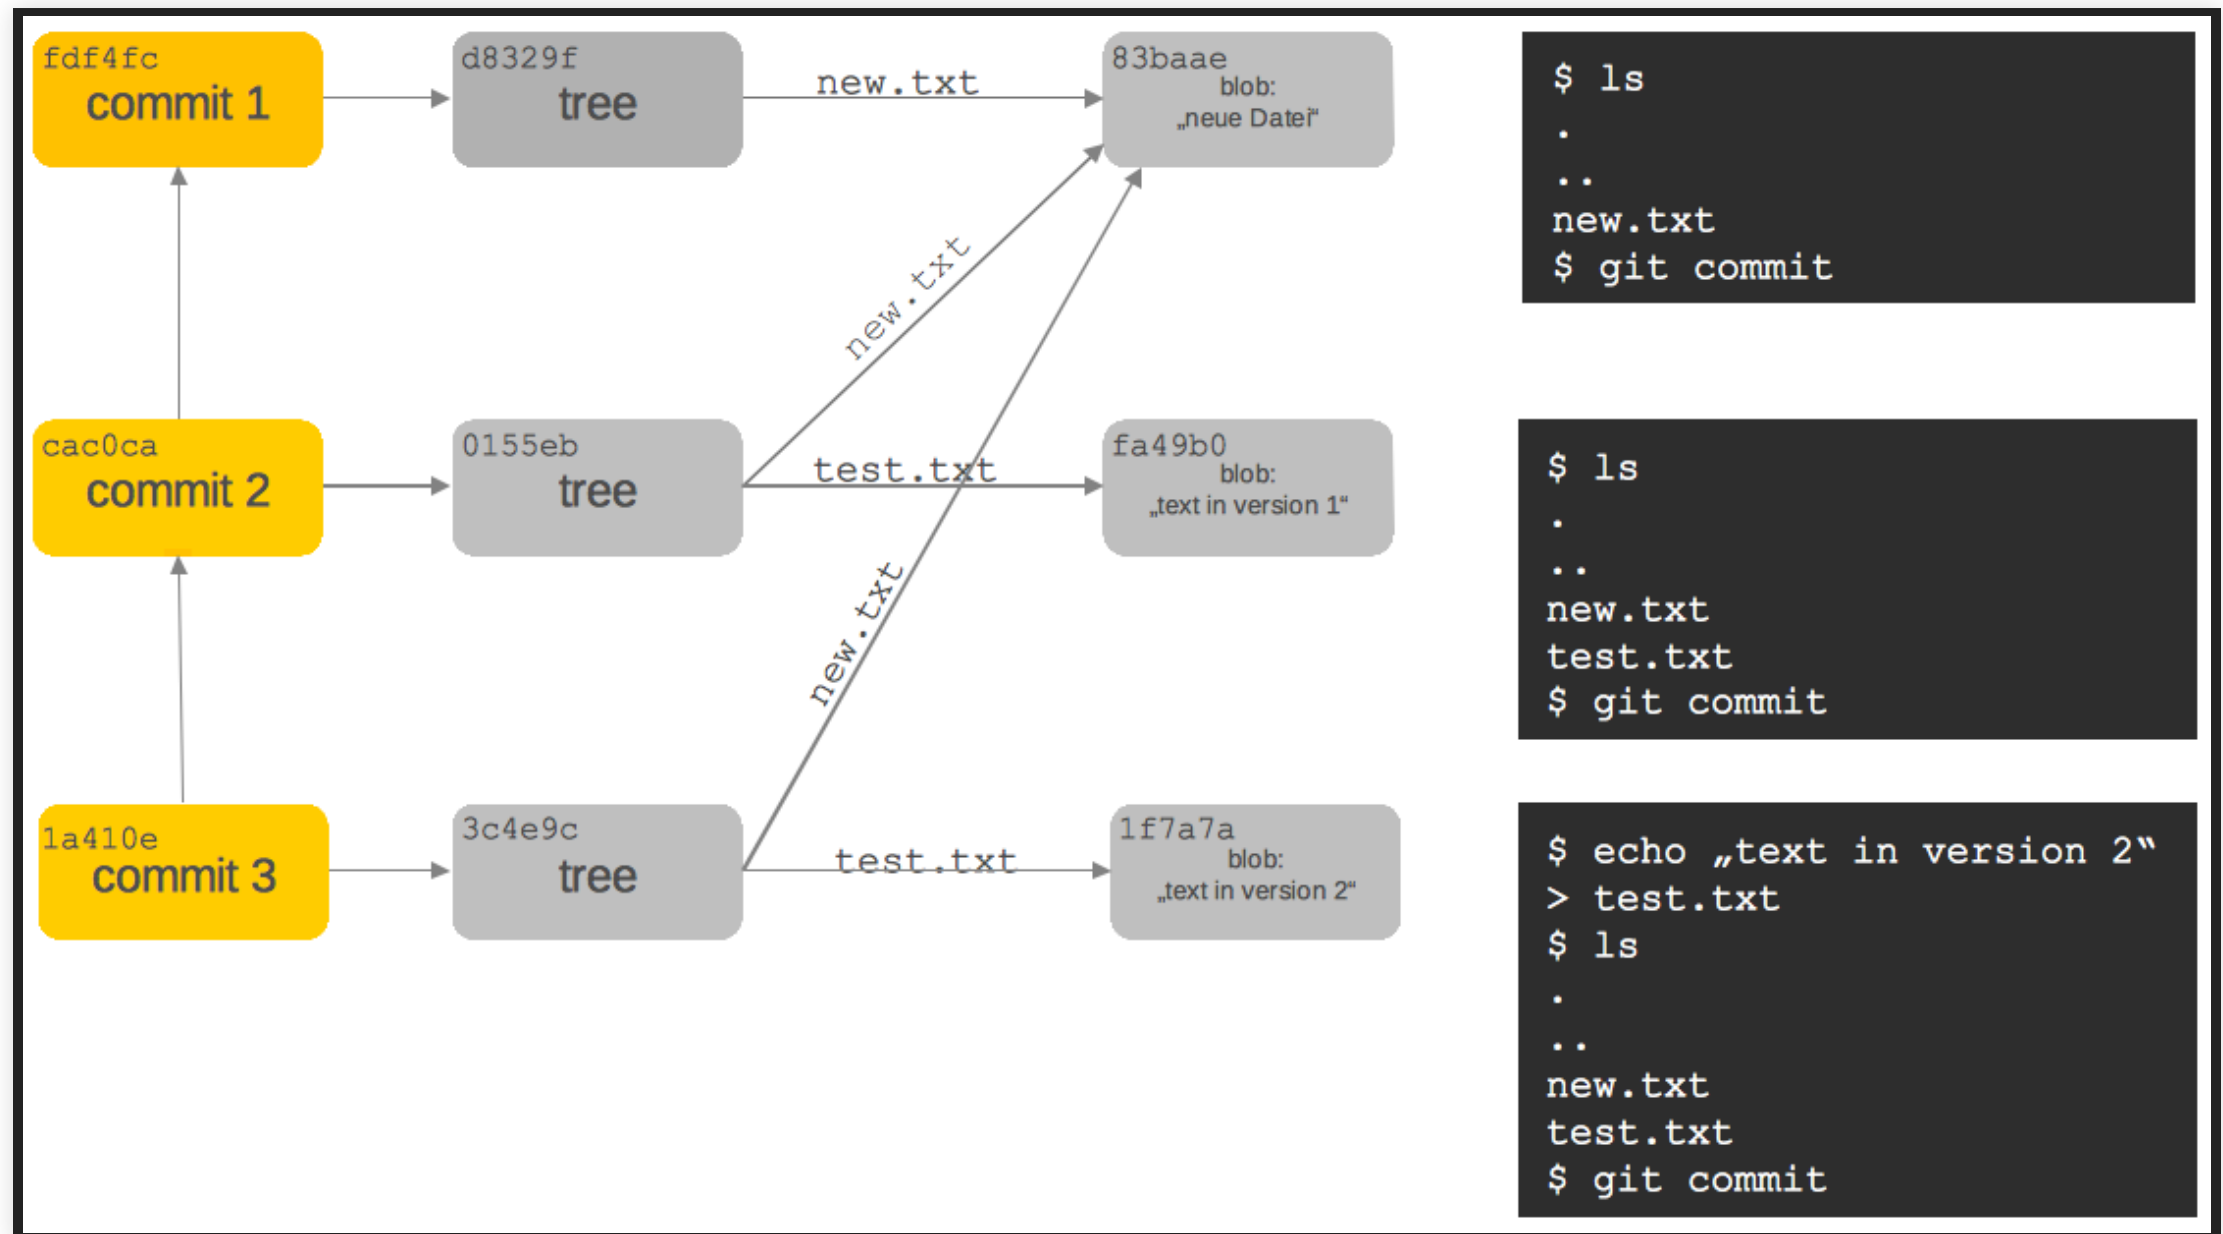 fdf4fc
commit 1
d8329f
tree
new.txt
83baae
blob:
„neue Datei“
$ ls
.
..
new.txt
$ git commit
new.txt
cac0ca
commit 2
0155eb
tree
test.txt
fa49b0
blob:
„text in version 1“
$ ls
.
..
new.txt
test.txt
$ git commit
new.txt
1a410e
commit 3
3c4e9c
tree
test.txt
1f7a7a
blob:
„text in version 2“
$ echo „text in version 2“
> test.txt
$ ls
.
..
new.txt
test.txt
$ git commit